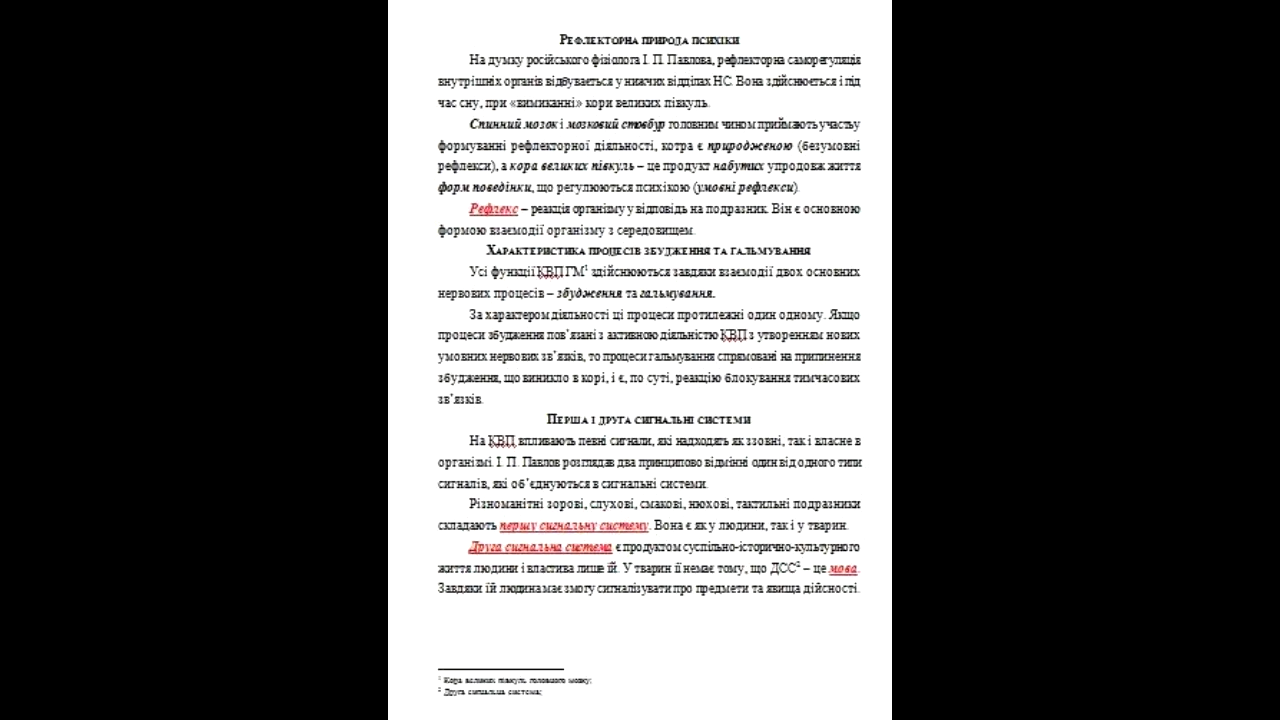 Рефлекторна природа психіки
На думку російського фізіолога І. П. Павлова, рефлекторна саморегуляція
внутрішніх органів відбувається у нижчих відділах НС. Вона здійснюється і під
час сну, при «вимиканні» кори великих півкуль.
Спинний мозок і мозковий стовбур головним чином приймають участь у
формуванні рефлекторної діяльності, котра є природженою (безумовні
рефлекси), а кора великих півкуль – це продукт набутих упродовж життя
форм поведінки, що регулюються психікою (умовні рефлекси).
Рефлекс – реакція організму у відповідь на подразник. Він є основною
формою взаємодії організму з середовищем.
Характеристика процесів збудження та гальмування
Усі функції КВП ГМ1 здійснюються завдяки взаємодії двох основних
нервових процесів – збудження та гальмування.
За характером діяльності ці процеси протилежні один одному. Якщо
процеси збудження пов’язані з активною діяльністю КВП з утворенням нових
умовних нервових зв’язків, то процеси гальмування спрямовані на припинення
збудження, що виникло в корі, і є, по суті, реакцію блокування тимчасових
зв’язків.
Перша і друга сигнальні системи
На КВП впливають певні сигнали, які надходять як ззовні, так і власне в
організмі. І. П. Павлов розглядав два принципово відмінні один від одного типи
сигналів, які об’єднуються в сигнальні системи.
Різноманітні зорові, слухові, смакові, нюхові, тактильні подразники
складають першу сигнальну систему. Вона є як у людини, так і у тварин.
Друга сигнальна система є продуктом суспільно-історично-культурного
життя людини і властива лише їй. У тварин її немає тому, що ДСС2 – це мова.
Завдяки їй людина має змогу сигналізувати про предмети та явища дійсності.
1 Кора великих півкуль головного мозку;
2 Друга сигнальна система;